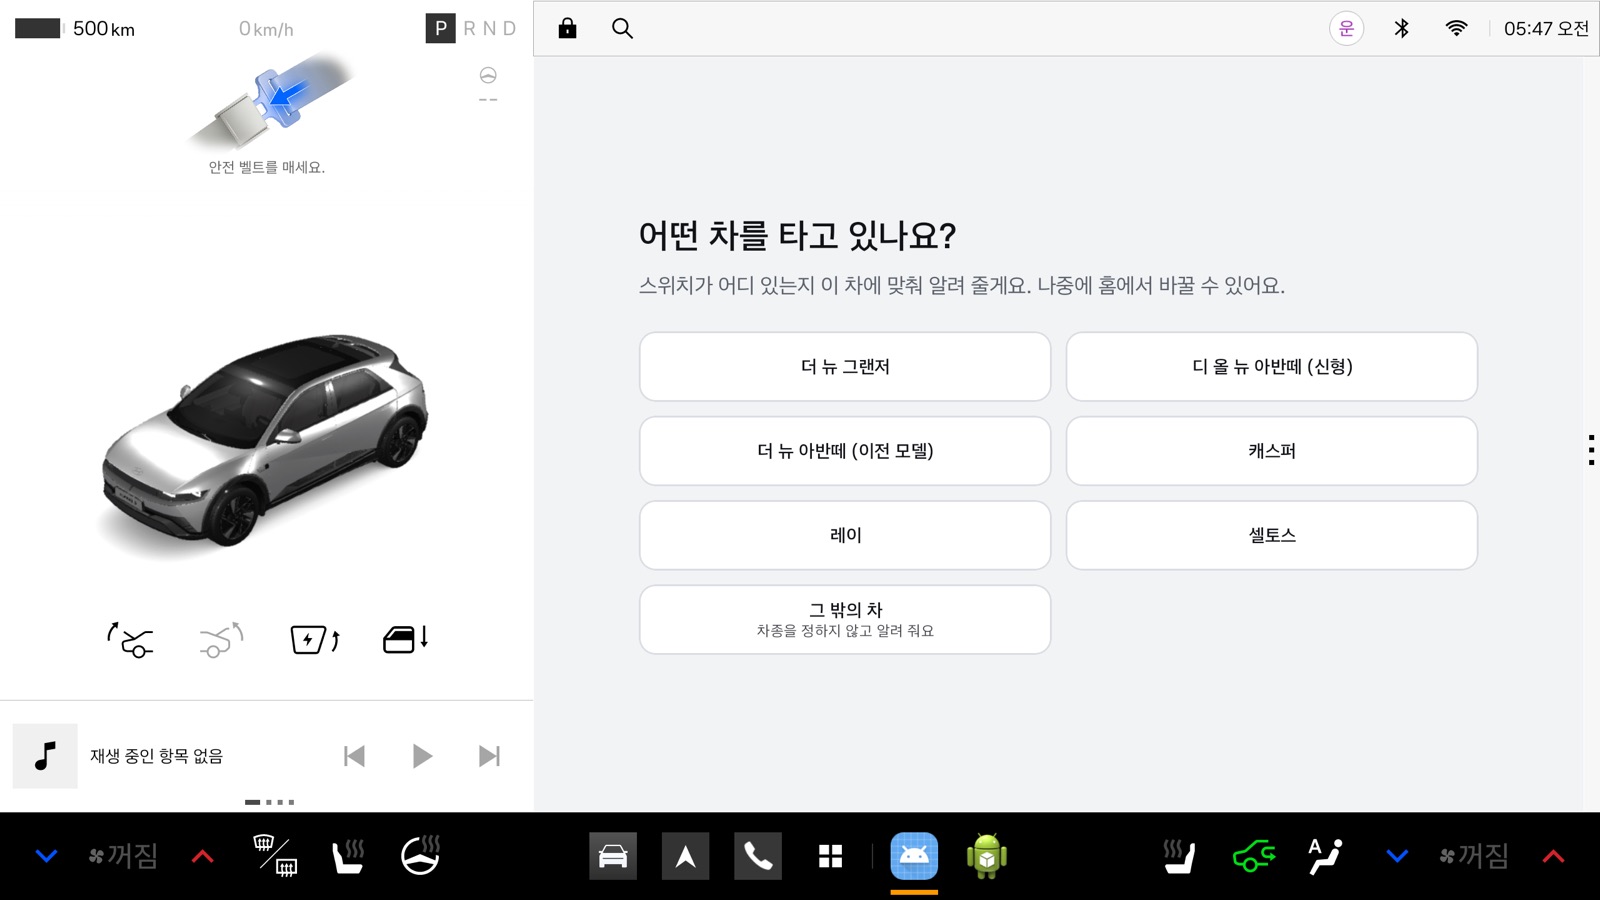 500 km
0 km/h
P R N D
05:47 오전
운
--
안전 벨트를 매세요.
어떤 차를 타고 있나요?
스위치가 어디 있는지 이 차에 맞춰 알려 줄게요. 나중에 홈에서 바꿀 수 있어요.
더 뉴 그랜저
디 올 뉴 아반떼 (신형)
더 뉴 아반떼 (이전 모델)
캐스퍼
레이
셀토스
그 밖의 차
차종을 정하지 않고 알려 줘요
재생 중인 항목 없음
꺼짐
A
꺼짐